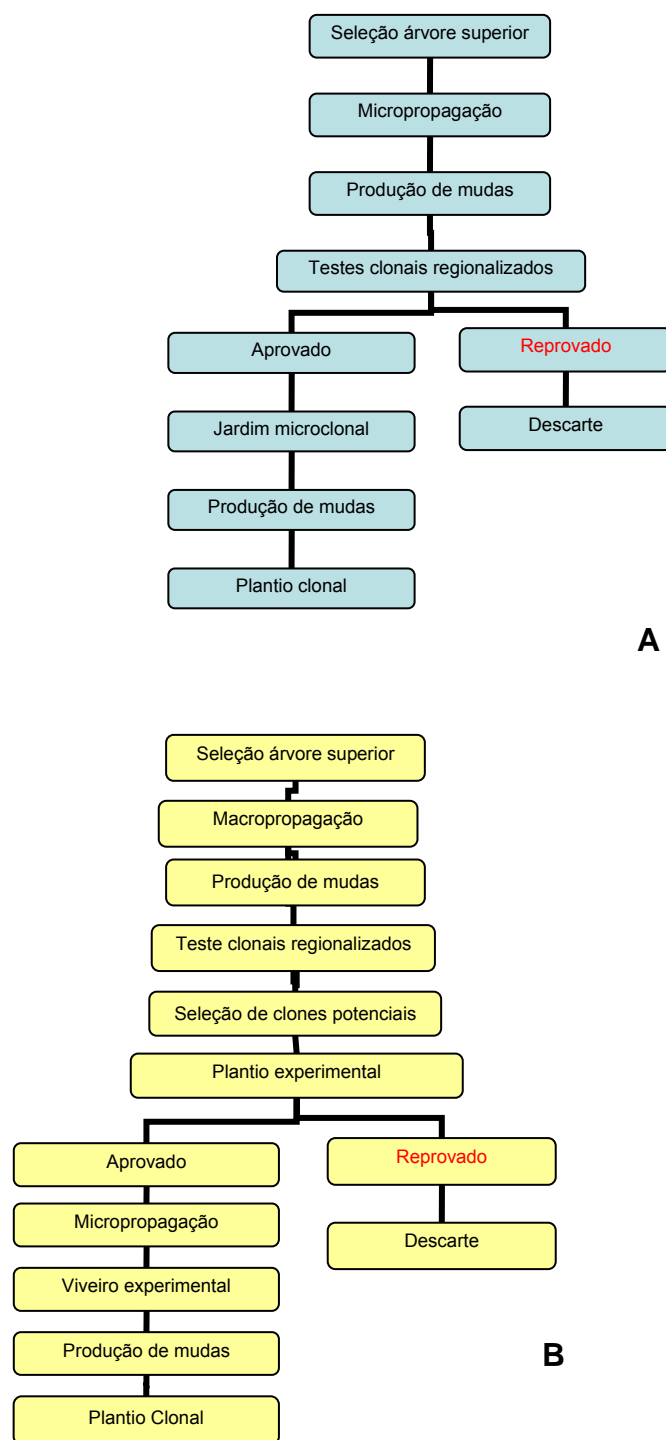 Seleção árvore superior
Micropropagação
Produção de mudas
Testes clonais regionalizados
Aprovado
Reprovado
Jardim microclonal
Descarte
Produção de mudas
Plantio clonal
A
Seleção árvore superior
Macropropagação
Produção de mudas
Teste clonais regionalizados
Seleção de clones potenciais
Plantio experimental
Aprovado
Reprovado
Micropropagação
Descarte
Viveiro experimental
Produção de mudas
B
Plantio Clonal